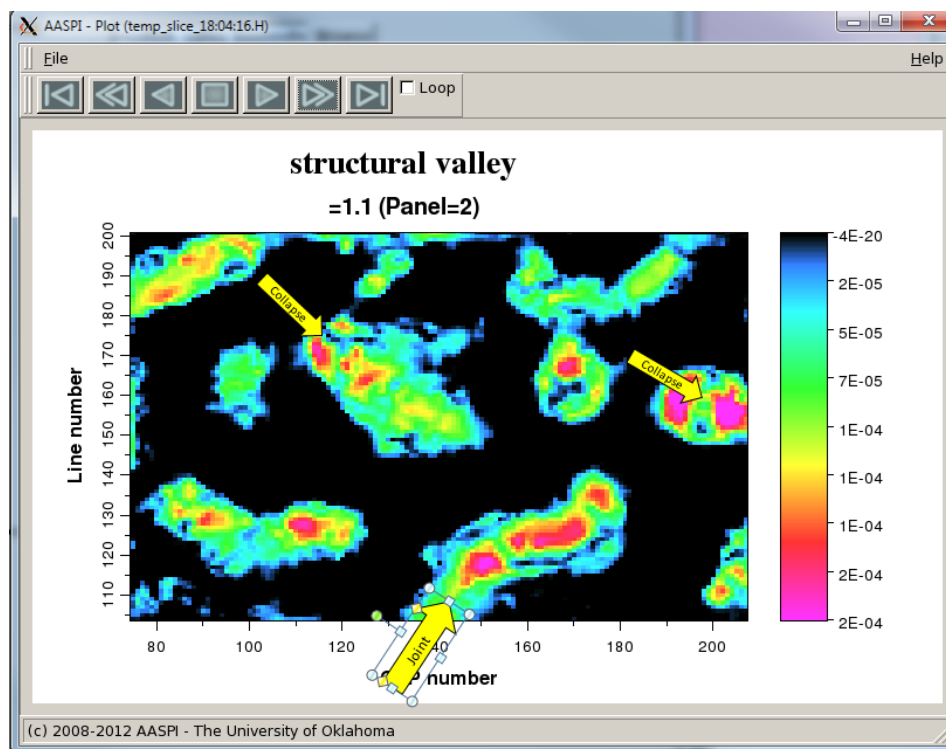 AASPI - Plot (temp_slice_18:04:16.H)
File
Help
Loop
structural valley
=1.1 (Panel=2)
200
190
180
170
160
150
140
130
120
110
Line number
Collapse
Collapse
Joint
-4E-20
2E-05
5E-05
7E-05
1E-04
1E-04
2E-04
2E-04
80
100
120
140
160
180
200
number
(c) 2008-2012 AASPI - The University of Oklahoma